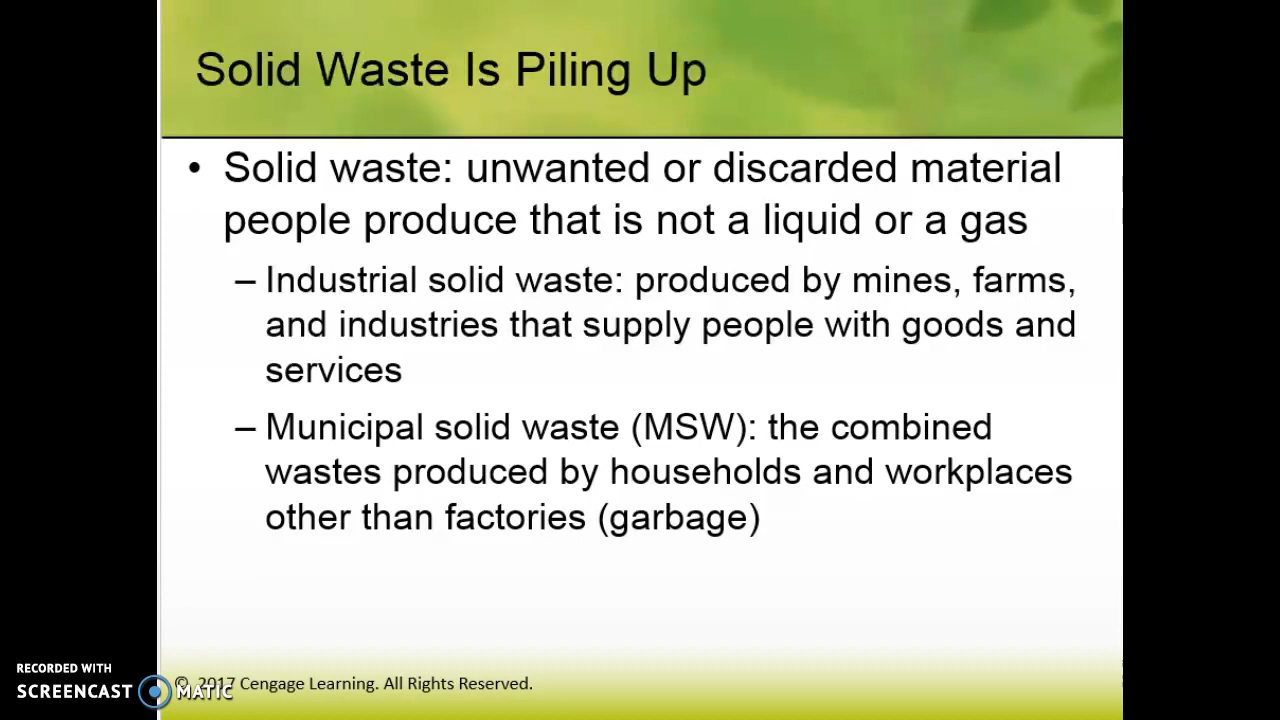 Solid Waste Is Piling Up
• Solid waste: unwanted or discarded material
people produce that is not a liquid or a gas
– Industrial solid waste: produced by mines, farms,
and industries that supply people with goods and
services
– Municipal solid waste (MSW): the combined
wastes produced by households and workplaces
other than factories (garbage)
© 2017 Cengage Learning. All Rights Reserved.
RECORDED WITH
SCREENCAST MATIC